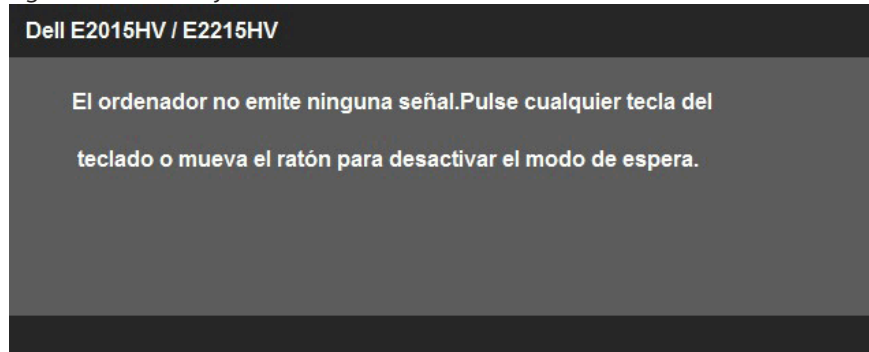 Dell E2015HV / E2215HV
El ordenador no emite ninguna señal.Pulse cualquier tecla del
teclado o mueva el ratón para desactivar el modo de espera.